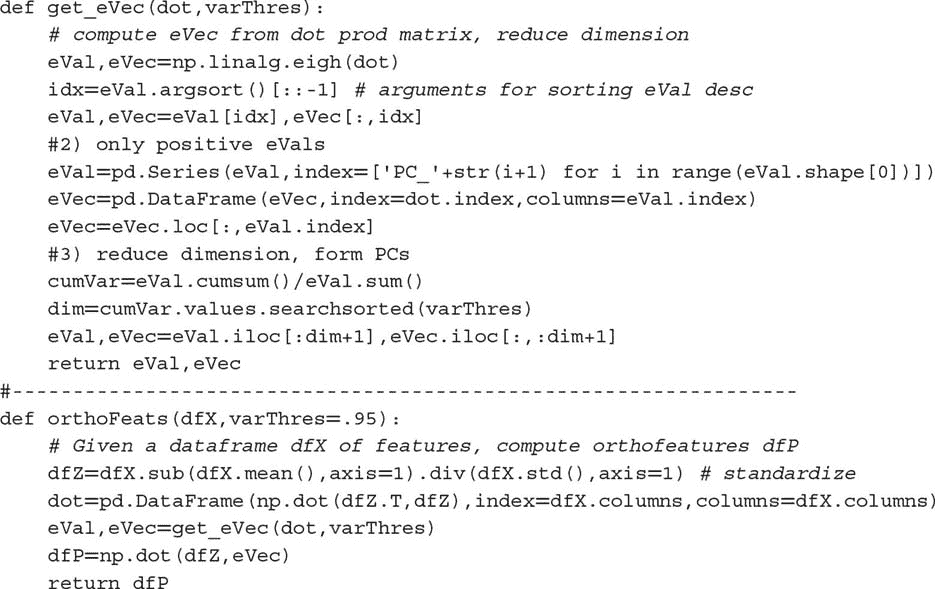 def get_eVec(dot,varThres):
    # compute eVec from dot prod matrix, reduce dimension
    eVal,eVec=np.linalg.eigh(dot)
    idx=eVal.argsort()[::-1] # arguments for sorting eVal desc
    eVal,eVec=eVal[idx],eVec[:,idx]
    #2) only positive eVals
    eVal=pd.Series(eVal,index=['PC_'+str(i+1) for i in range(eVal.shape[0])])
    eVec=pd.DataFrame(eVec,index=dot.index,columns=eVal.index)
    eVec=eVec.loc[:,eVal.index]
    #3) reduce dimension, form PCs
    cumVar=eVal.cumsum()/eVal.sum()
    dim=cumVar.values.searchsorted(varThres)
    eVal,eVec=eVal.iloc[:dim+1],eVec.iloc[:,:dim+1]
    return eVal,eVec
#-----------------------------------------------------------------
def orthoFeats(dfX,varThres=.95):
    # Given a dataframe dfX of features, compute orthofeatures dfP
    dfZ=dfX.sub(dfX.mean(),axis=1).div(dfX.std(),axis=1) # standardize
    dot=pd.DataFrame(np.dot(dfZ.T,dfZ),index=dfX.columns,columns=dfX.columns)
    eVal,eVec=get_eVec(dot,varThres)
    dfP=np.dot(dfZ,eVec)
    return dfP